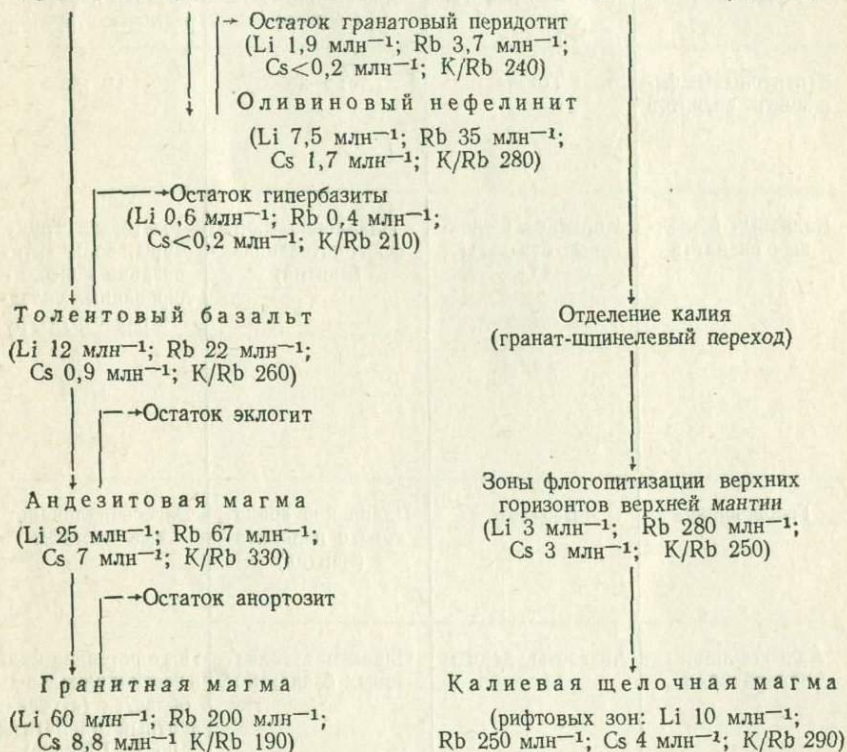 Остаток гранатовый перидотит
(Li 1,9 млн⁻¹; Rb 3,7 млн⁻¹;
Cs<0,2 млн⁻¹; K/Rb 240)
Оливиновый нефелинит
(Li 7,5 млн⁻¹; Rb 35 млн⁻¹;
Cs 1,7 млн⁻¹; K/Rb 280)
Остаток гипербазиты
(Li 0,6 млн⁻¹; Rb 0,4 млн⁻¹;
Cs<0,2 млн⁻¹; K/Rb 210)
Толеитовый базальт
(Li 12 млн⁻¹; Rb 22 млн⁻¹;
Cs 0,9 млн⁻¹; K/Rb 260)
Остаток эклогит
Андезитовая магма
(Li 25 млн⁻¹; Rb 67 млн⁻¹;
Cs 7 млн⁻¹; K/Rb 330)
Остаток анортозит
Гранитная магма
(Li 60 млн⁻¹; Rb 200 млн⁻¹;
Cs 8,8 млн⁻¹ K/Rb 190)
Отделение калия
(гранат-шпинелевый переход)
Зоны флогопитизации верхних
горизонтов верхней мантии
(Li 3 млн⁻¹; Rb 280 млн⁻¹;
Cs 3 млн⁻¹; K/Rb 250)
Калиевая щелочная магма
(рифтовых зон: Li 10 млн⁻¹;
Rb 250 млн⁻¹; Cs 4 млн⁻¹; K/Rb 290)